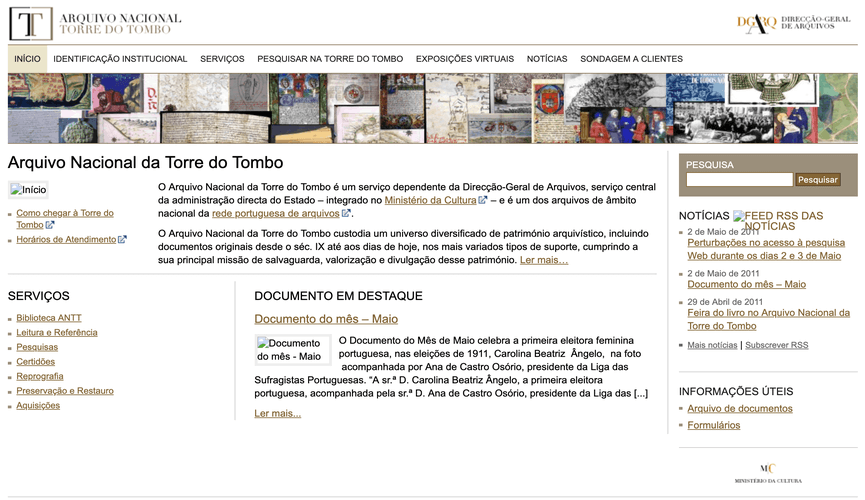 ARQUIVO NACIONAL
TORRE DO TOMBO
DGARQ
DIRECÇÃO-GERAL
DE ARQUIVOS
INÍCIO IDENTIFICAÇÃO INSTITUCIONAL SERVIÇOS PESQUISAR NA TORRE DO TOMBO EXPOSIÇÕES VIRTUAIS NOTÍCIAS SONDAGEM A CLIENTES
Arquivo Nacional da Torre do Tombo
Início
Como chegar à Torre do
Tombo
Horários de Atendimento
O Arquivo Nacional da Torre do Tombo é um serviço dependente da Direcção-Geral de Arquivos, serviço central
da administração directa do Estado – integrado no Ministério da Cultura – e é um dos arquivos de âmbito
nacional da rede portuguesa de arquivos.
O Arquivo Nacional da Torre do Tombo custodia um universo diversificado de património arquivístico, incluindo
documentos originais desde o séc. IX até aos dias de hoje, nos mais variados tipos de suporte, cumprindo a
sua principal missão de salvaguarda, valorização e divulgação desse património. Ler mais…
SERVIÇOS
Biblioteca ANTT
Leitura e Referência
Pesquisas
Certidões
Reprografia
Preservação e Restauro
Aquisições
DOCUMENTO EM DESTAQUE
Documento do mês – Maio
Documento
do mês - Maio
O Documento do Mês de Maio celebra a primeira eleitora feminina
portuguesa, nas eleições de 1911, Carolina Beatriz Ângelo, na foto
acompanhada por Ana de Castro Osório, presidente da Liga das
Sufragistas Portuguesas. "A sr.ª D. Carolina Beatriz Ângelo, a primeira eleitora
portuguesa, acompanhada pela sr.ª D. Ana de Castro Osório, presidente da Liga das [...]
Ler mais...
PESQUISA
Pesquisar
NOTÍCIAS FEED RSS DAS
NOTÍCIAS
2 de Maio de 2011
Perturbações no acesso à pesquisa
Web durante os dias 2 e 3 de Maio
2 de Maio de 2011
Documento do mês – Maio
29 de Abril de 2011
Feira do livro no Arquivo Nacional da
Torre do Tombo
Mais notícias | Subscrever RSS
INFORMAÇÕES ÚTEIS
Arquivo de documentos
Formulários
MC
MINISTÉRIO DA CULTURA